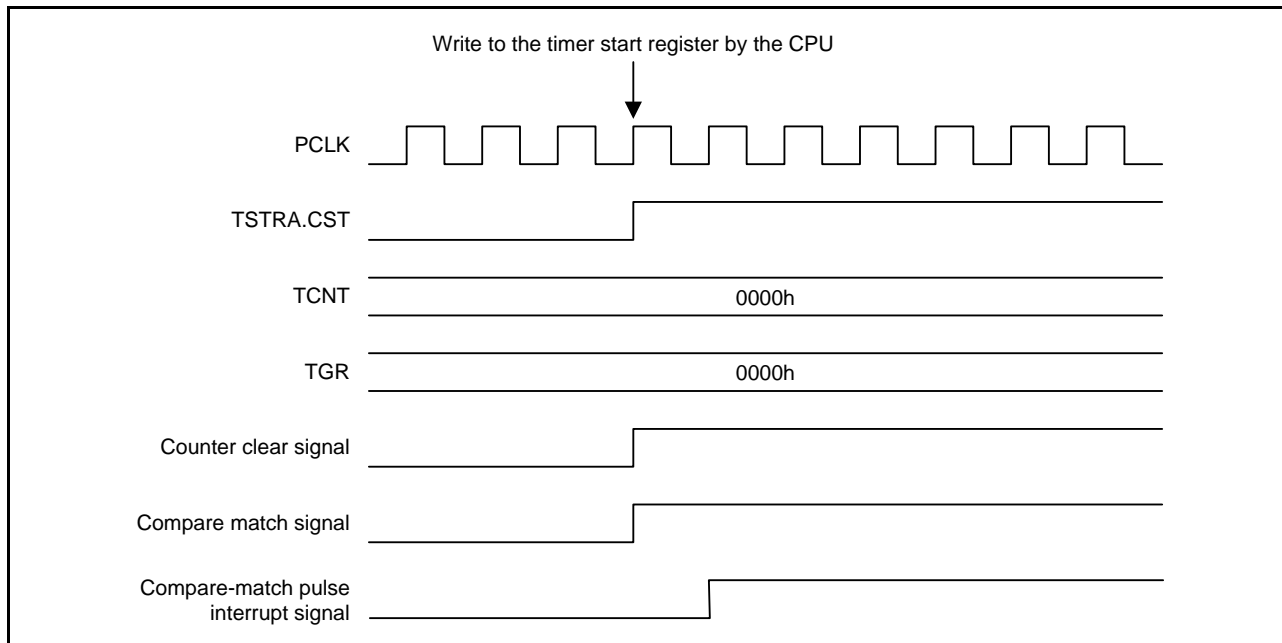 Write to the timer start register by the CPU
PCLK
TSTRA.CST
TCNT
0000h
TGR
0000h
Counter clear signal
Compare match signal
Compare-match pulse
interrupt signal